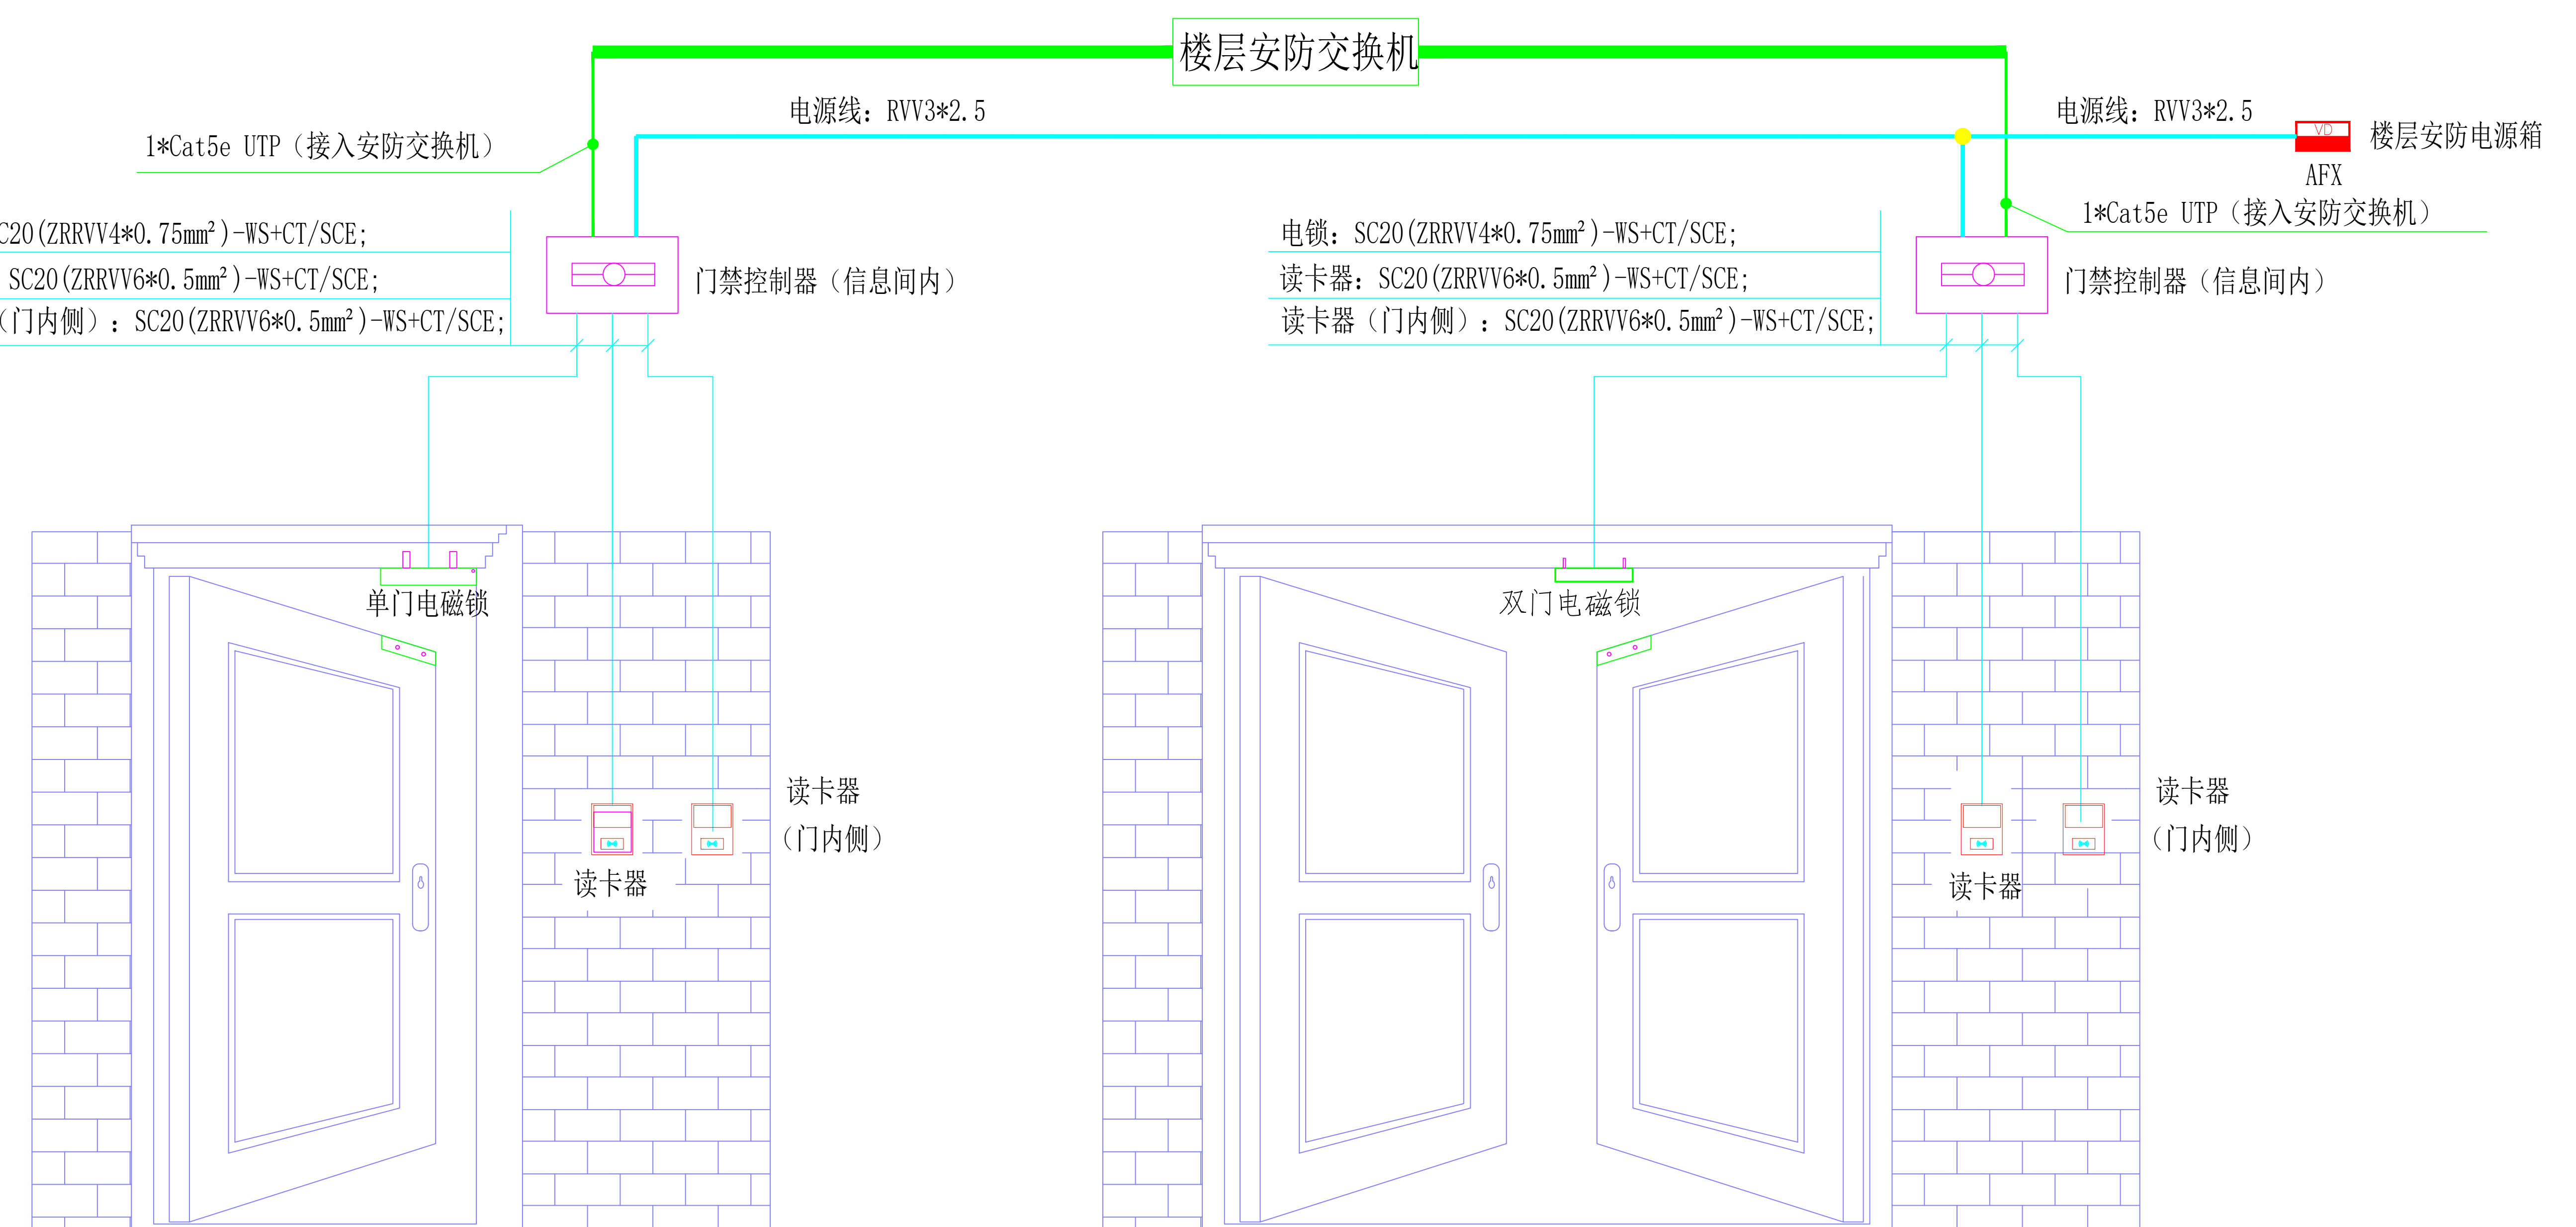 楼层安防交换机
电源线：RVV3*2.5
电源线：RVV3*2.5
VD
楼层安防电源箱
AFX
1*Cat5e UTP（接入安防交换机）
1*Cat5e UTP（接入安防交换机）
C20(ZRRVV4*0.75mm²)-WS+CT/SCE;
SC20(ZRRVV6*0.5mm²)-WS+CT/SCE;
（门内侧）: SC20(ZRRVV6*0.5mm²)-WS+CT/SCE;
门禁控制器（信息间内）
电锁: SC20(ZRRVV4*0.75mm²)-WS+CT/SCE;
读卡器: SC20(ZRRVV6*0.5mm²)-WS+CT/SCE;
读卡器（门内侧）: SC20(ZRRVV6*0.5mm²)-WS+CT/SCE;
门禁控制器（信息间内）
单门电磁锁
双门电磁锁
读卡器
（门内侧）
读卡器
读卡器
（门内侧）
读卡器